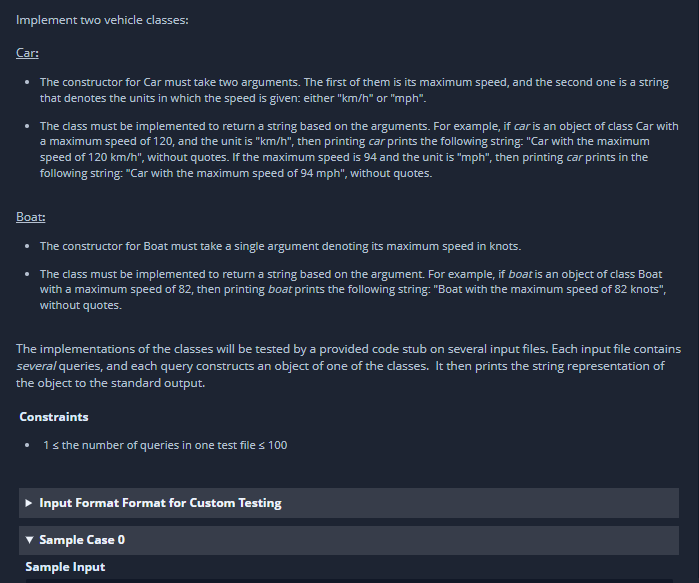 Implement two vehicle classes:
Car:
• The constructor for Car must take two arguments. The first of them is its maximum speed, and the second one is a string
that denotes the units in which the speed is given: either "km/h" or "mph".
• The class must be implemented to return a string based on the arguments. For example, if car is an object of class Car with
a maximum speed of 120, and the unit is "km/h", then printing car prints the following string: "Car with the maximum
speed of 120 km/h", without quotes. If the maximum speed is 94 and the unit is "mph", then printing car prints in the
following string: "Car with the maximum speed of 94 mph", without quotes.
Boat:
• The constructor for Boat must take a single argument denoting its maximum speed in knots.
• The class must be implemented to return a string based on the argument. For example, if boat is an object of class Boat
with a maximum speed of 82, then printing boat prints the following string: "Boat with the maximum speed of 82 knots",
without quotes.
The implementations of the classes will be tested by a provided code stub on several input files. Each input file contains
several queries, and each query constructs an object of one of the classes. It then prints the string representation of
the object to the standard output.
Constraints
• 1 ≤ the number of queries in one test file ≤ 100
▶ Input Format Format for Custom Testing
▼ Sample Case 0
Sample Input